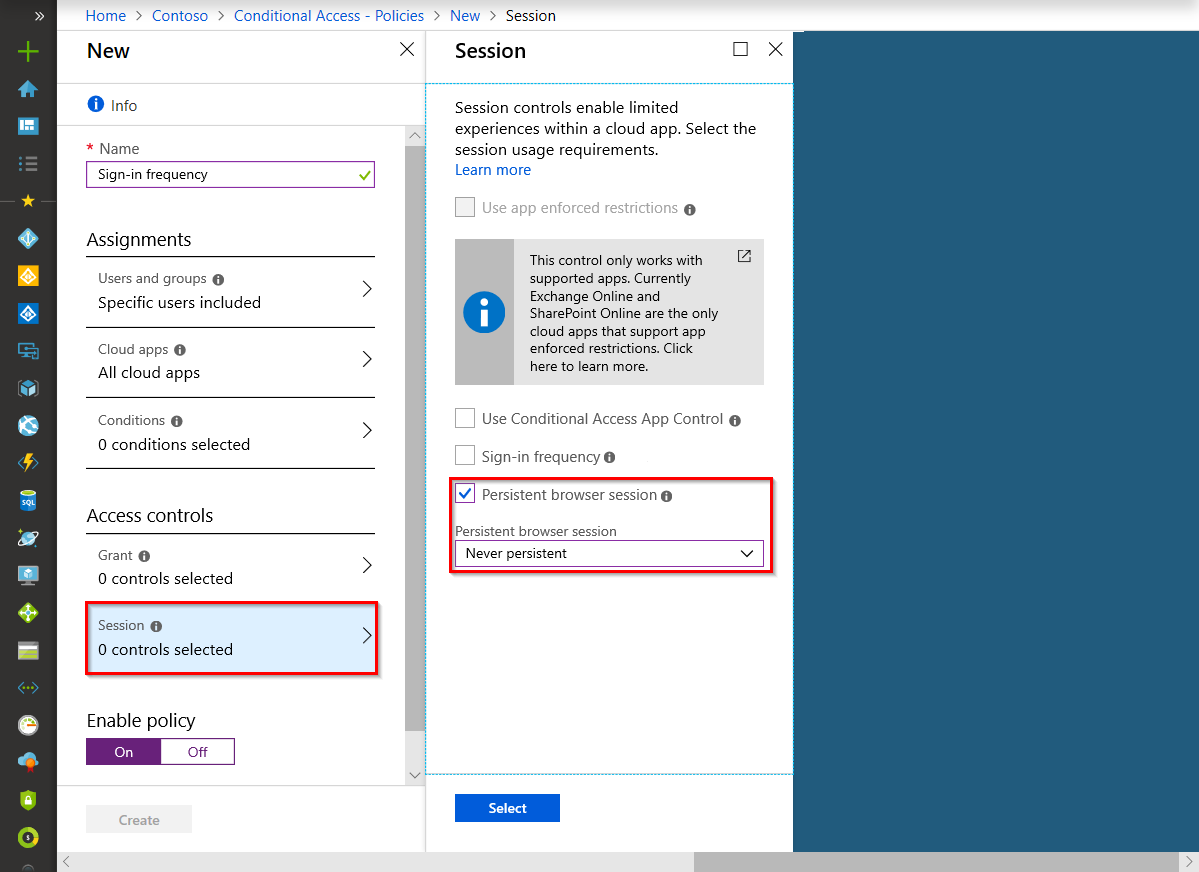 Home > Contoso > Conditional Access - Policies > New > Session
New
Info
* Name
Sign-in frequency
Assignments
Users and groups
Specific users included
Cloud apps
All cloud apps
Conditions
0 conditions selected
Access controls
Grant
0 controls selected
Session
0 controls selected
Enable policy
On Off
Create
Session
Session controls enable limited
experiences within a cloud app. Select the
session usage requirements.
Learn more
Use app enforced restrictions
This control only works with
supported apps. Currently
Exchange Online and
SharePoint Online are the only
cloud apps that support app
enforced restrictions. Click
here to learn more.
Use Conditional Access App Control
Sign-in frequency
Persistent browser session
Persistent browser session
Never persistent
Select
SQL